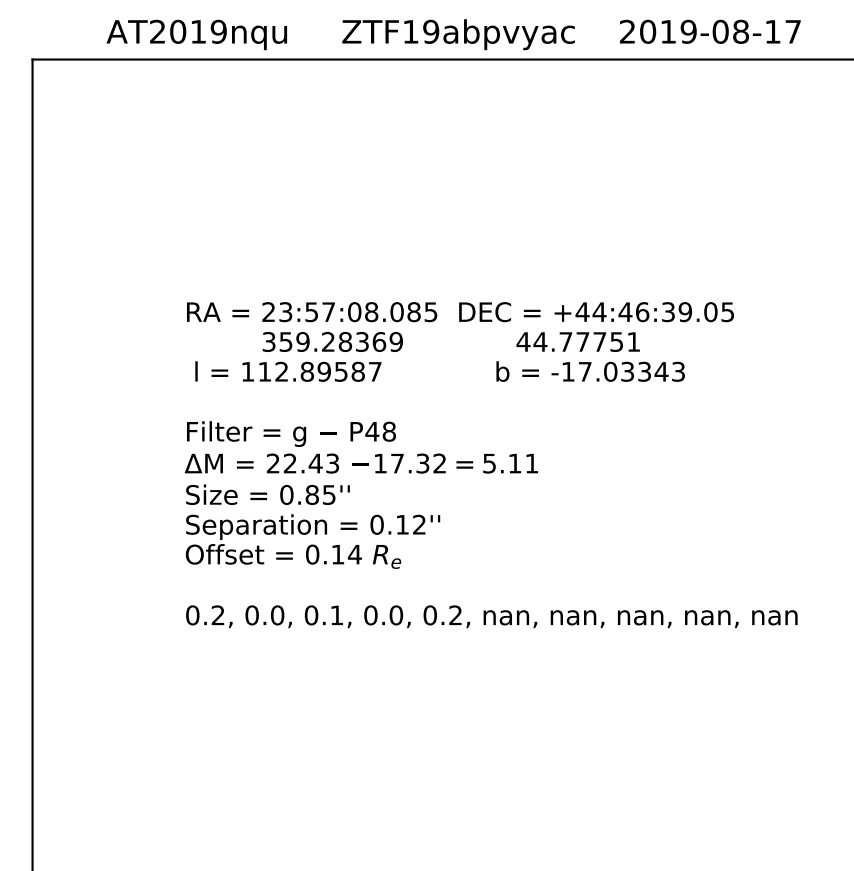 AT2019nqu ZTF19abpvyac 2019-08-17
RA = 23:57:08.085 DEC = +44:46:39.05
359.28369 44.77751
l = 112.89587 b = -17.03343
Filter = g − P48
ΔM = 22.43 −17.32 = 5.11
Size = 0.85''
Separation = 0.12''
Offset = 0.14 Rₑ
0.2, 0.0, 0.1, 0.0, 0.2, nan, nan, nan, nan, nan